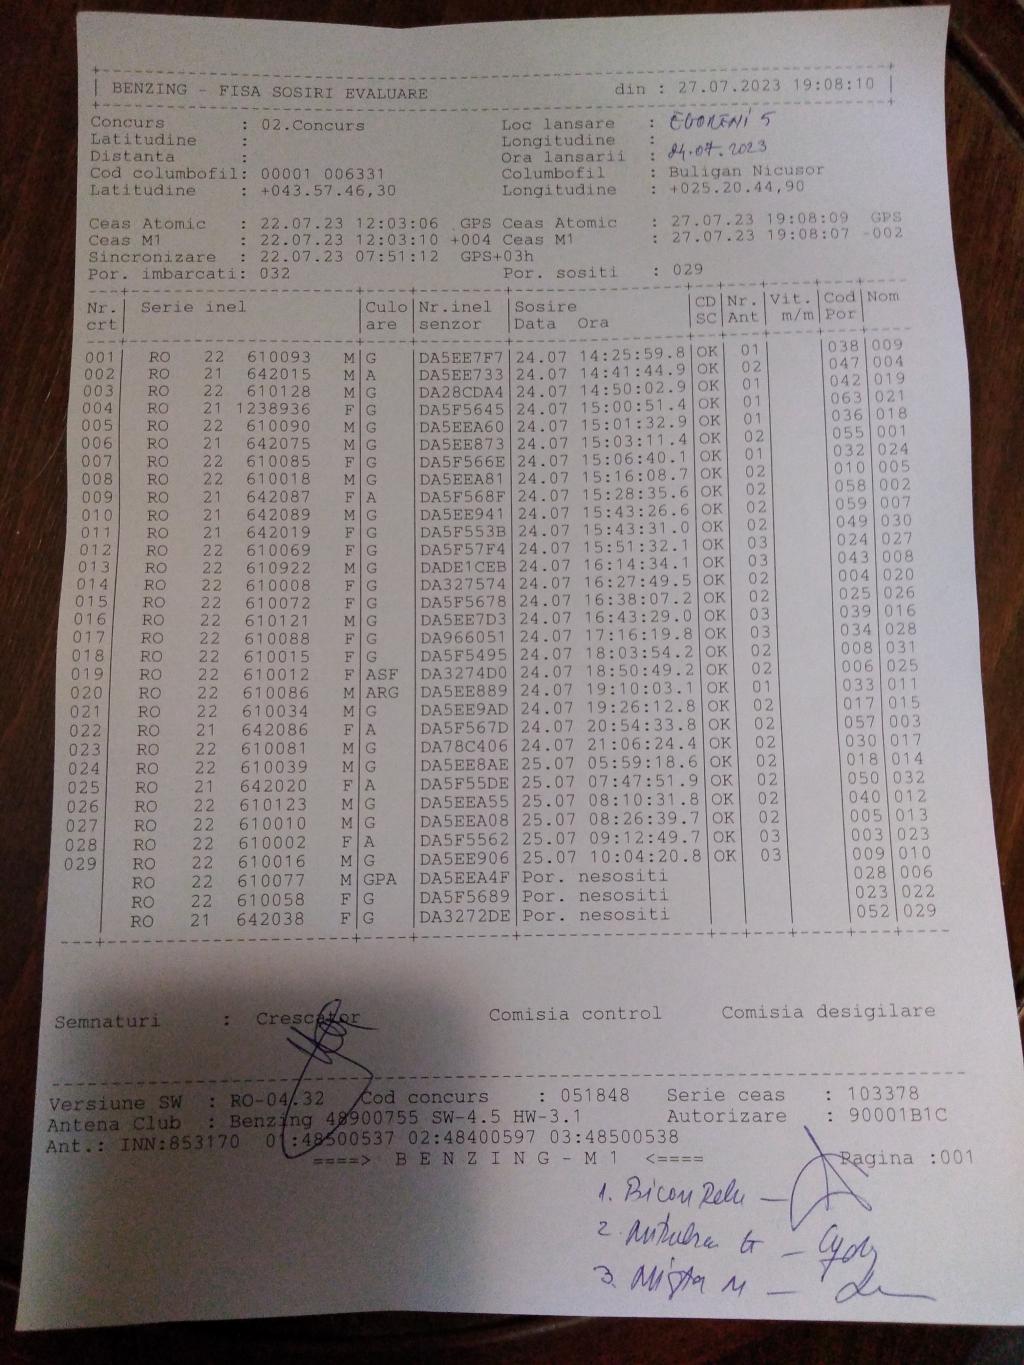 BENZING - FISA SOSIRI EVALUARE din : 27.07.2023 19:08:10
Concurs : 02.Concurs Loc lansare : EGORENI 5
Latitudine : Longitudine :
Distanta : Ora lansarii : 24.07.2023
Cod columbofil: 00001 006331 Columbofil : Buligan Nicusor
Latitudine : +043.57.46,30 Longitudine : +025.20.44,90
Ceas Atomic : 22.07.23 12:03:06 GPS Ceas Atomic : 27.07.23 19:08:09 GPS
Ceas M1 : 22.07.23 12:03:10 +004 Ceas M1 : 27.07.23 19:08:07 -002
Sincronizare : 22.07.23 07:51:12 GPS+03h
Por. imbarcati: 032 Por. sositi : 029
Nr. Serie inel Culo Nr.inel Sosire CD Nr. Vit. Cod Nom
crt are senzor Data Ora SC Ant m/m Por
001 RO 22 610093 M G DA5EE7F7 24.07 14:25:59.8 OK 01 038 009
002 RO 21 642015 M A DA5EE733 24.07 14:41:44.9 OK 02 047 004
003 RO 22 610128 M G DA28CDA4 24.07 14:50:02.9 OK 01 042 019
004 RO 21 1238936 F G DA5F5645 24.07 15:00:51.4 OK 01 063 021
005 RO 22 610090 M G DA5EEA60 24.07 15:01:32.9 OK 01 036 018
006 RO 21 642075 M G DA5EE873 24.07 15:03:11.4 OK 02 055 001
007 RO 22 610085 F G DA5F566E 24.07 15:06:40.1 OK 01 032 024
008 RO 22 610018 M G DA5EEA81 24.07 15:16:08.7 OK 02 010 005
009 RO 21 642087 F A DA5F568F 24.07 15:28:35.6 OK 02 058 002
010 RO 21 642089 M G DA5EE941 24.07 15:43:26.6 OK 02 059 007
011 RO 21 642019 F G DA5F553B 24.07 15:43:31.0 OK 02 049 030
012 RO 22 610069 F G DA5F57F4 24.07 15:51:32.1 OK 03 024 027
013 RO 22 610922 M G DADE1CEB 24.07 16:14:34.1 OK 03 043 008
014 RO 22 610008 F G DA327574 24.07 16:27:49.5 OK 02 004 020
015 RO 22 610072 F G DA5F5678 24.07 16:38:07.2 OK 02 025 026
016 RO 22 610121 M G DA5EE7D3 24.07 16:43:29.0 OK 03 039 016
017 RO 22 610088 F G DA966051 24.07 17:16:19.8 OK 03 034 028
018 RO 22 610015 F G DA5F5495 24.07 18:03:54.2 OK 02 008 031
019 RO 22 610012 F ASF DA3274D0 24.07 18:50:49.2 OK 02 006 025
020 RO 22 610086 M ARG DA5EE889 24.07 19:10:03.1 OK 01 033 011
021 RO 22 610034 M G DA5EE9AD 24.07 19:26:12.8 OK 02 017 015
022 RO 21 642086 F A DA5F567D 24.07 20:54:33.8 OK 02 057 003
023 RO 22 610081 M G DA78C406 24.07 21:06:24.4 OK 02 030 017
024 RO 22 610039 M G DA5EE8AE 25.07 05:59:18.6 OK 02 018 014
025 RO 21 642020 F A DA5F55DE 25.07 07:47:51.9 OK 02 050 032
026 RO 22 610123 M G DA5EEA55 25.07 08:10:31.8 OK 02 040 012
027 RO 22 610010 M G DA5EEA08 25.07 08:26:39.7 OK 02 005 013
028 RO 22 610002 F A DA5F5562 25.07 09:12:49.7 OK 03 003 023
029 RO 22 610016 M G DA5EE906 25.07 10:04:20.8 OK 03 009 010
RO 22 610077 M GPA DA5EEA4F Por. nesositi 028 006
RO 22 610058 F G DA5F5689 Por. nesositi 023 022
RO 21 642038 F G DA3272DE Por. nesositi 052 029
Semnaturi : Crescator Comisia control Comisia desigilare
Versiune SW : RO-04.32 Cod concurs : 051848 Serie ceas : 103378
Antena Club : Benzing 48900755 SW-4.5 HW-3.1 Autorizare : 90001B1C
Ant.: INN:853170 01:48500537 02:48400597 03:48500538
====> B E N Z I N G - M 1 <==== Pagina :001
1. Bicon Relu —
2. G —
3. M —